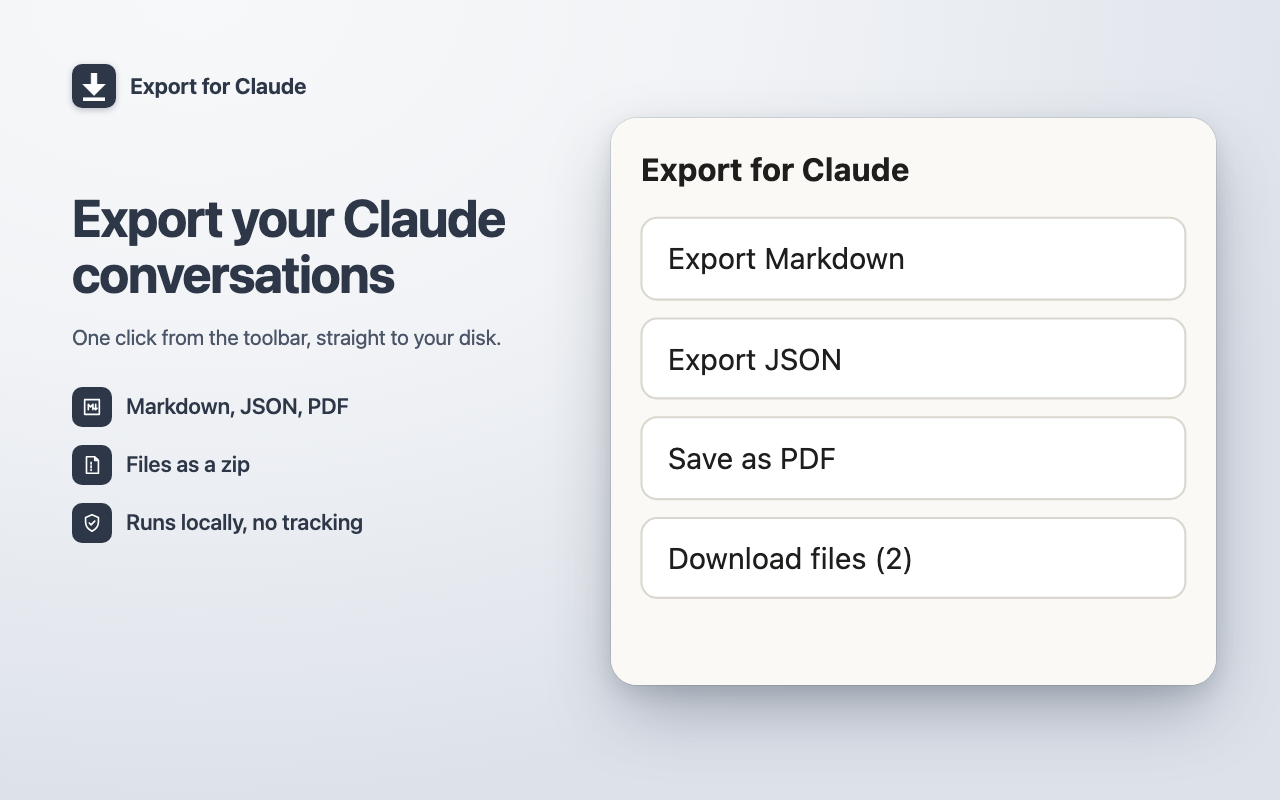 Export for Claude
Export your Claude
conversations
One click from the toolbar, straight to your disk.
Markdown, JSON, PDF
Files as a zip
Runs locally, no tracking
Export for Claude
Export Markdown
Export JSON
Save as PDF
Download files (2)